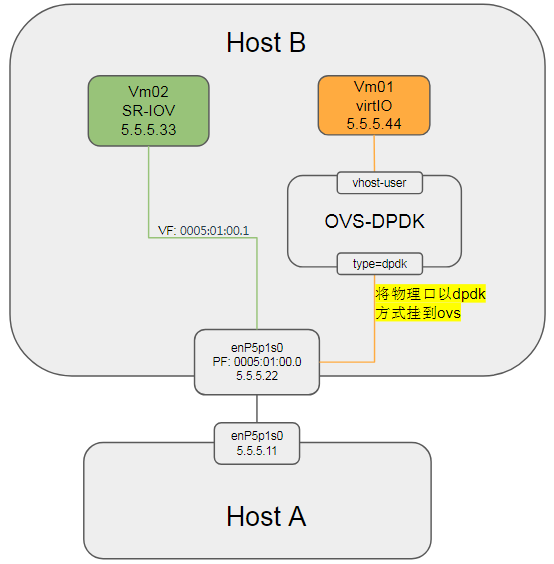 Host B
Vm02
SR-IOV
5.5.5.33
Vm01
virtIO
5.5.5.44
vhost-user
OVS-DPDK
type=dpdk
VF: 0005:01:00.1
将物理口以dpdk
方式挂到ovs
enP5p1s0
PF: 0005:01:00.0
5.5.5.22
enP5p1s0
5.5.5.11
Host A